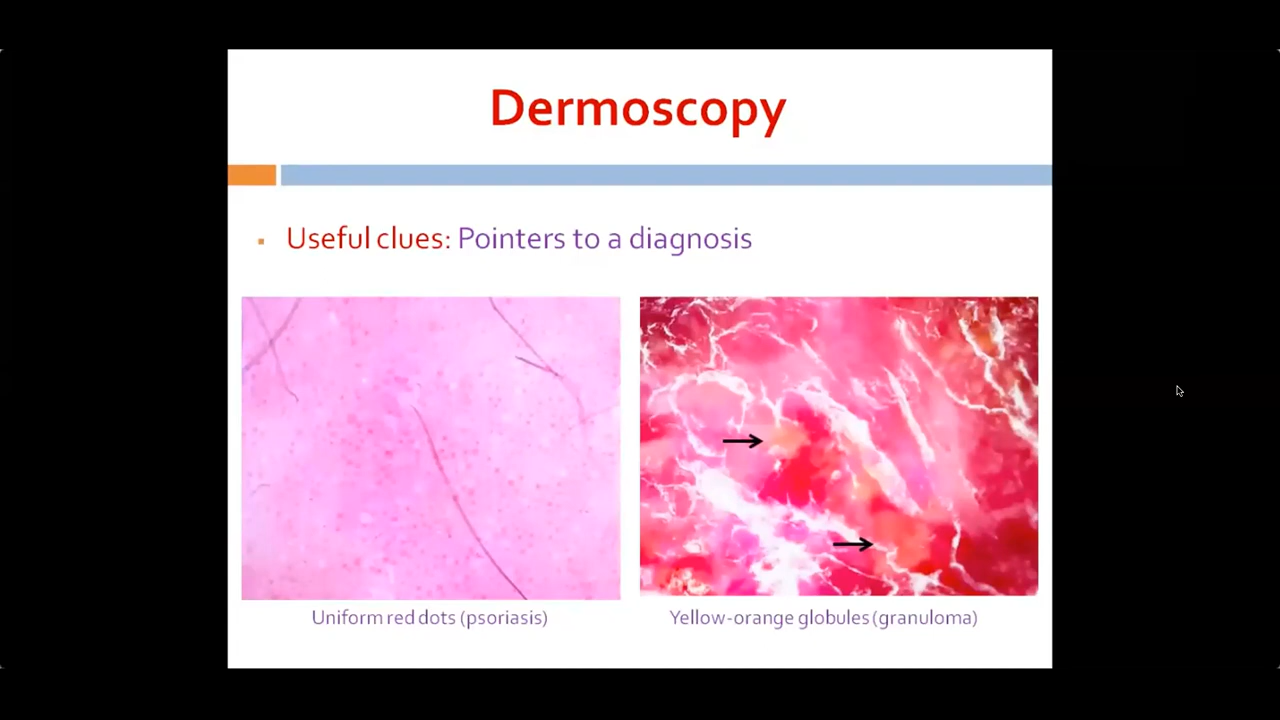 Dermoscopy
Useful clues: Pointers to a diagnosis
Uniform red dots (psoriasis)
Yellow-orange globules (granuloma)